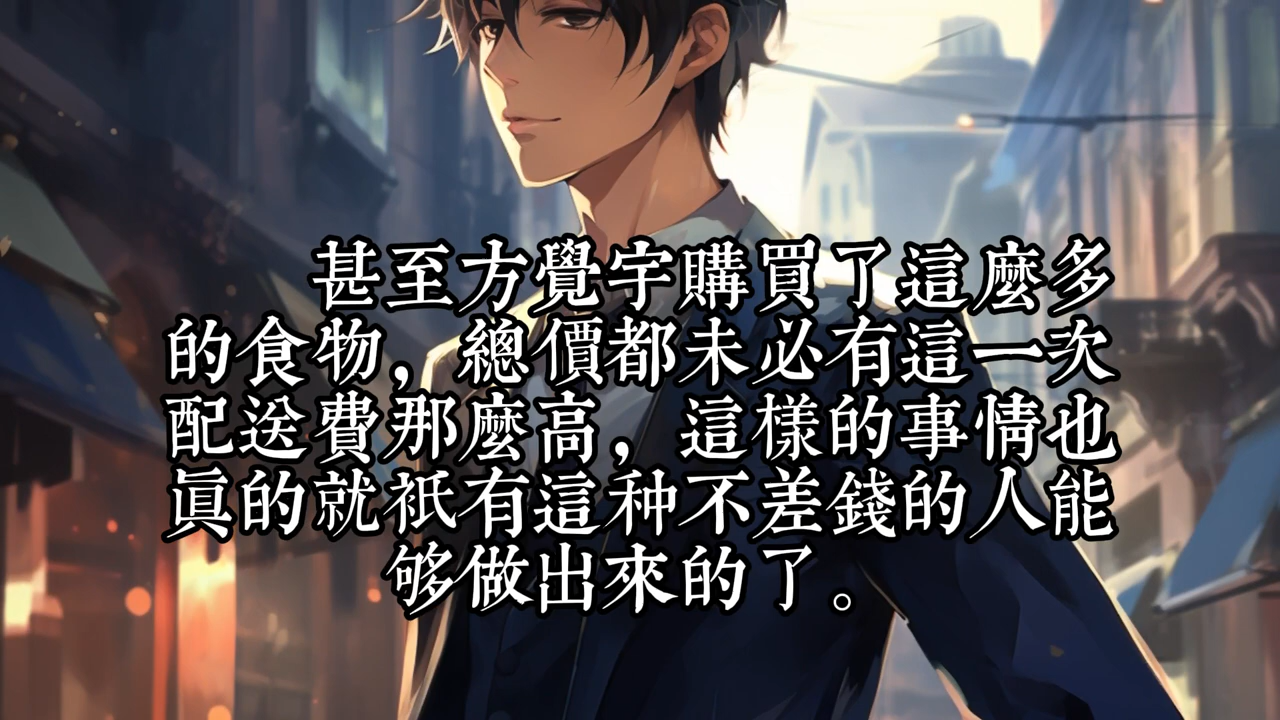 甚至方覺宇購買了這麼多
的食物，總價都未必有這一次
配送費那麼高，這樣的事情也
眞的就衹有這种不差錢的人能
够做出來的了。